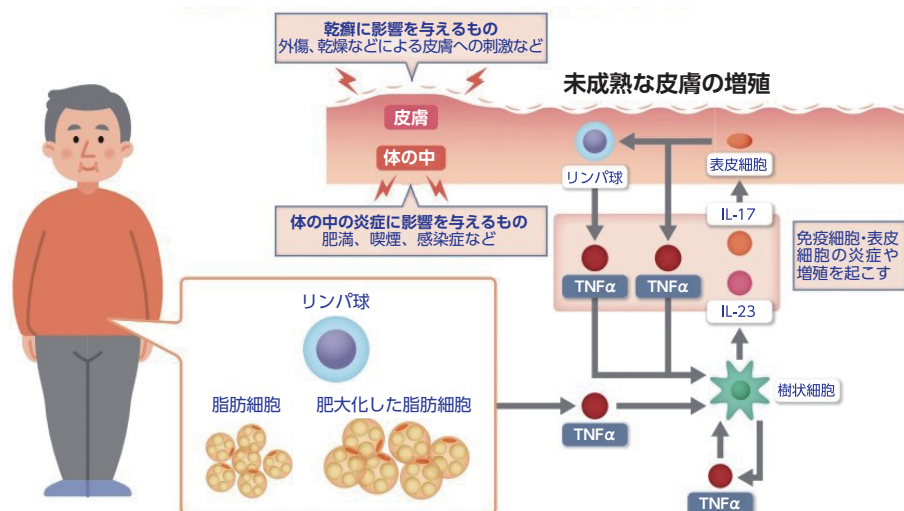 乾癬に影響を与えるもの
外傷、乾燥などによる皮膚への刺激など
未成熟な皮膚の増殖
皮膚
体の中
リンパ球
表皮細胞
体の中の炎症に影響を与えるもの
肥満、喫煙、感染症など
IL-17
免疫細胞・表皮
細胞の炎症や
増殖を起こす
TNFα
TNFα
IL-23
リンパ球
脂肪細胞
肥大化した脂肪細胞
樹状細胞
TNFα
TNFα